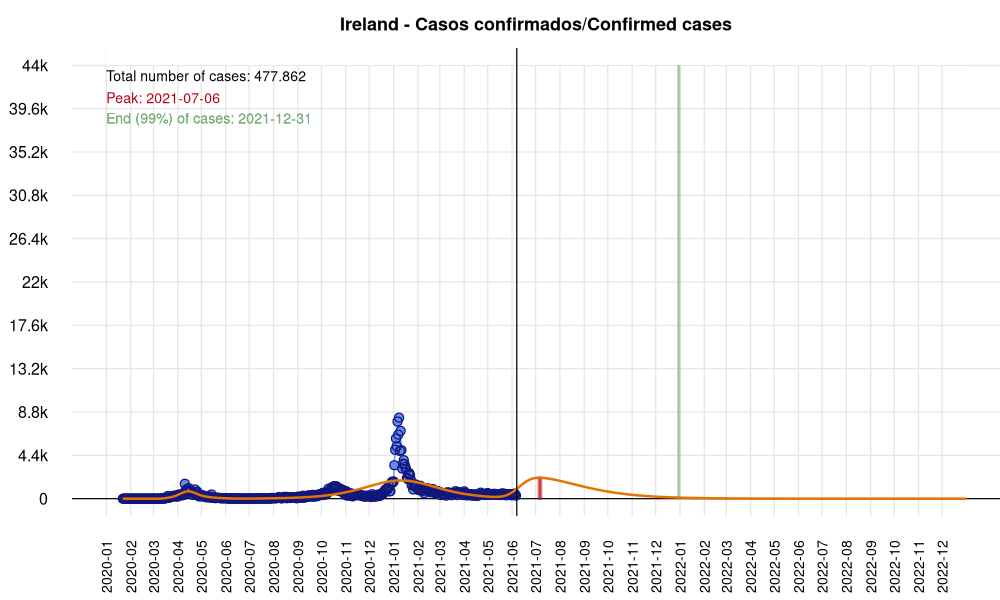 Ireland - Casos confirmados/Confirmed cases
Total number of cases: 477.862
Peak: 2021-07-06
End (99%) of cases: 2021-12-31
44k
39.6k
35.2k
30.8k
26.4k
22k
17.6k
13.2k
8.8k
4.4k
0
2020-01
2020-02
2020-03
2020-04
2020-05
2020-06
2020-07
2020-08
2020-09
2020-10
2020-11
2020-12
2021-01
2021-02
2021-03
2021-04
2021-05
2021-06
2021-07
2021-08
2021-09
2021-10
2021-11
2021-12
2022-01
2022-02
2022-03
2022-04
2022-05
2022-06
2022-07
2022-08
2022-09
2022-10
2022-11
2022-12